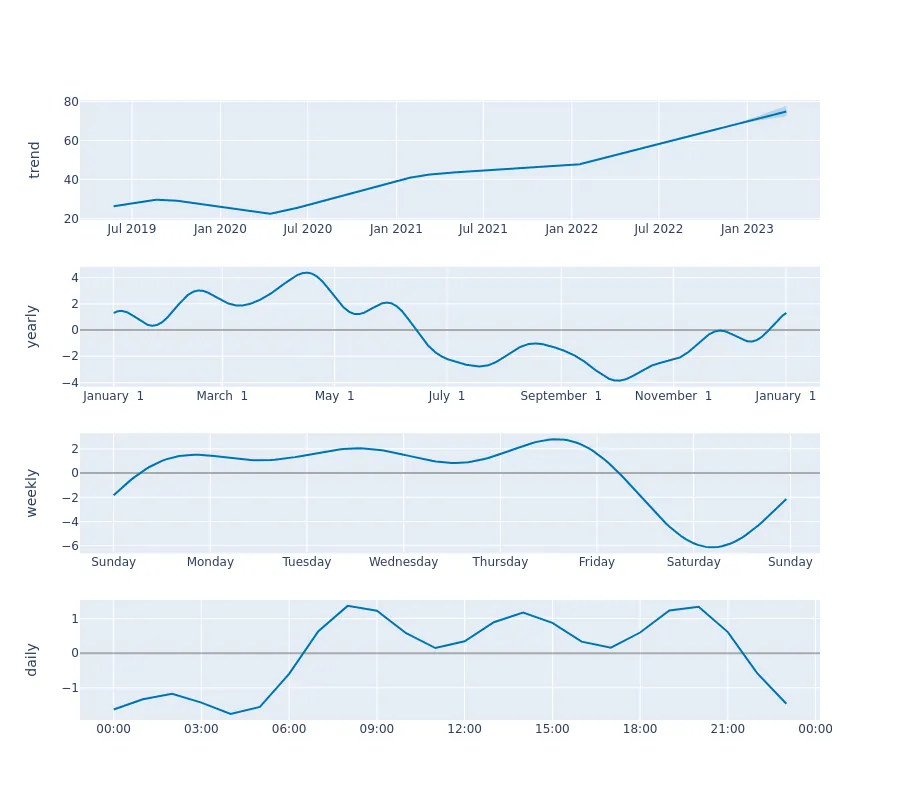 trend
80
60
40
20
Jul 2019 Jan 2020 Jul 2020 Jan 2021 Jul 2021 Jan 2022 Jul 2022 Jan 2023
yearly
4
2
0
−2
−4
January 1 March 1 May 1 July 1 September 1 November 1 January 1
weekly
2
0
−2
−4
−6
Sunday Monday Tuesday Wednesday Thursday Friday Saturday Sunday
daily
1
0
−1
00:00 03:00 06:00 09:00 12:00 15:00 18:00 21:00 00:00